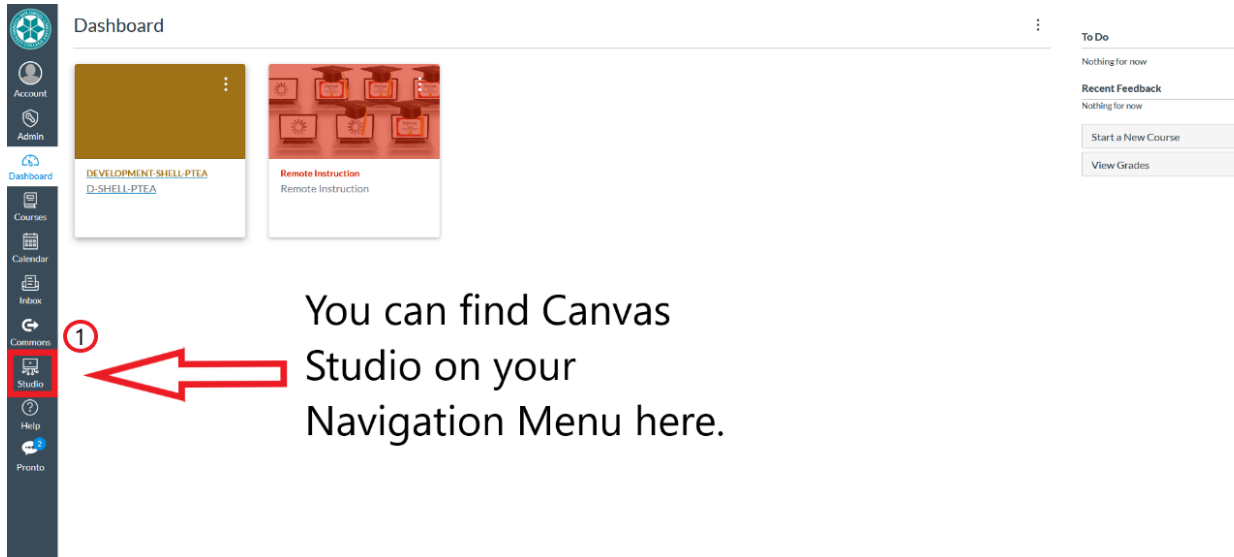 Dashboard
Account
Admin
Dashboard
Courses
Calendar
Inbox
Commons
Studio
Help
2
Pronto
DEVELOPMENT-SHELL-PTEA
D-SHELL-PTEA
Remote Instruction
Remote Instruction
1
You can find Canvas
Studio on your
Navigation Menu here.
To Do
Nothing for now
Recent Feedback
Nothing for now
Start a New Course
View Grades